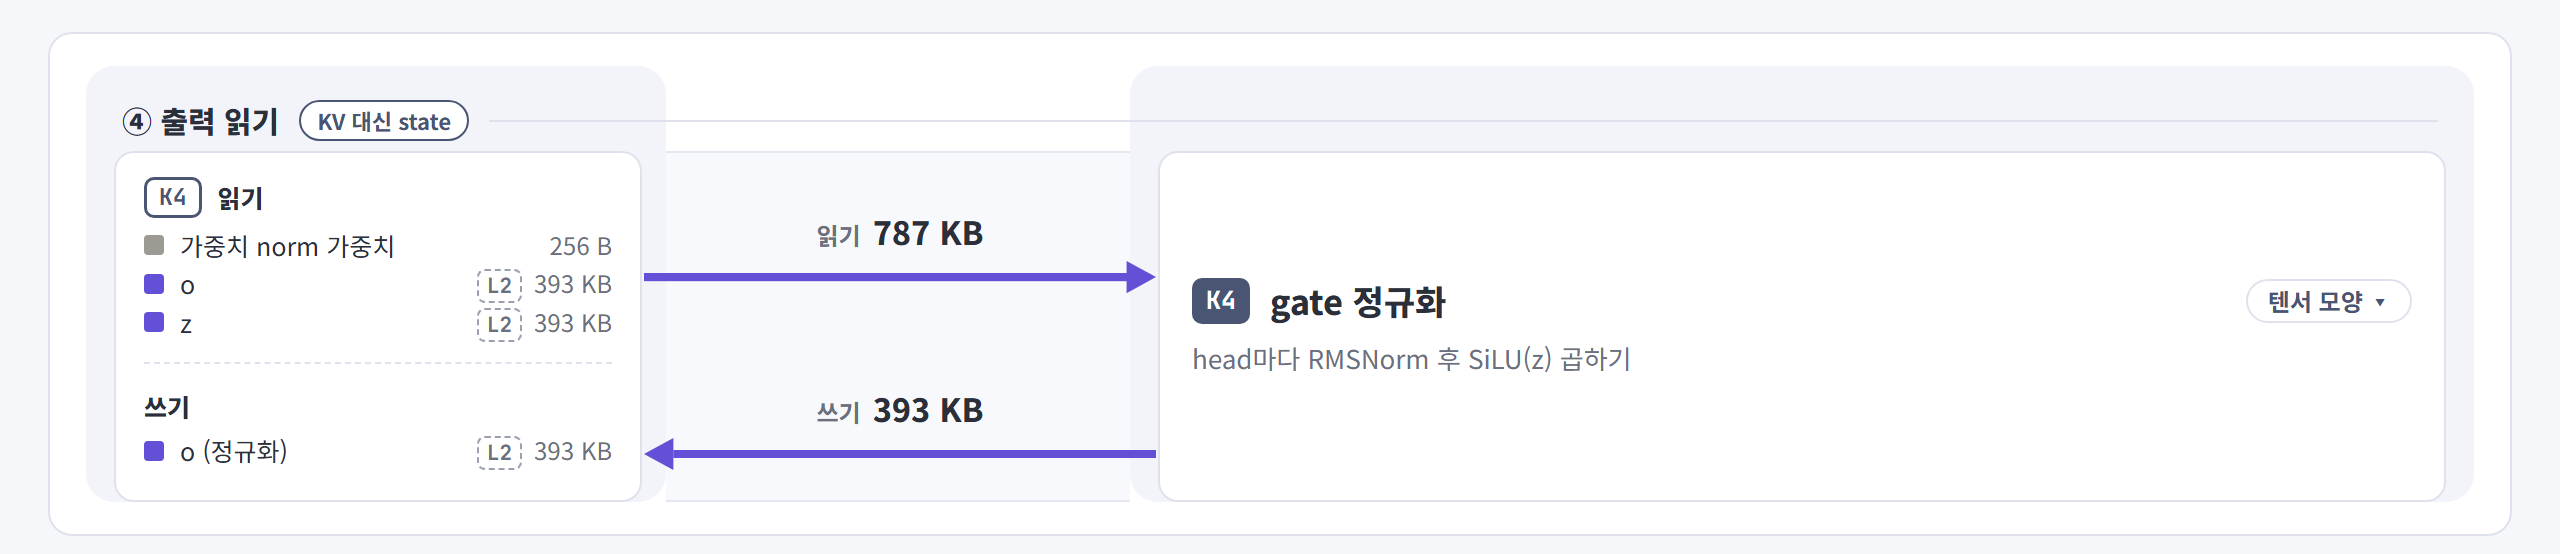 ④ 출력 읽기 KV 대신 state
K4 읽기
가중치 norm 가중치 256 B
o L2 393 KB
z L2 393 KB
쓰기
o (정규화) L2 393 KB
읽기 787 KB
쓰기 393 KB
K4 gate 정규화
텐서 모양 ▾
head마다 RMSNorm 후 SiLU(z) 곱하기